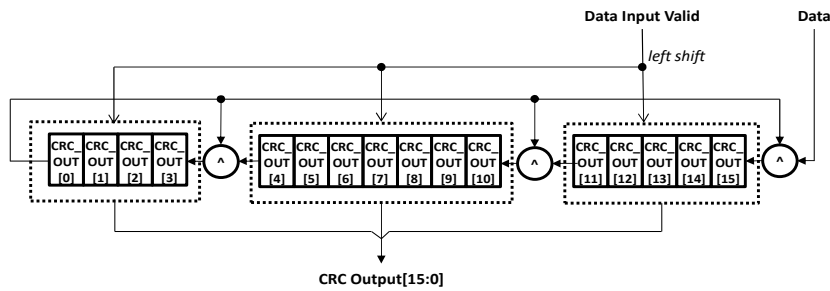 Data Input Valid
Data
left shift
CRC_ CRC_ CRC_ CRC_
OUT OUT OUT OUT
[0] [1] [2] [3]
^
CRC_ CRC_ CRC_ CRC_ CRC_ CRC_ CRC_
OUT OUT OUT OUT OUT OUT OUT
[4] [5] [6] [7] [8] [9] [10]
^
CRC_ CRC_ CRC_ CRC_ CRC_
OUT OUT OUT OUT OUT
[11] [12] [13] [14] [15]
^
CRC Output[15:0]